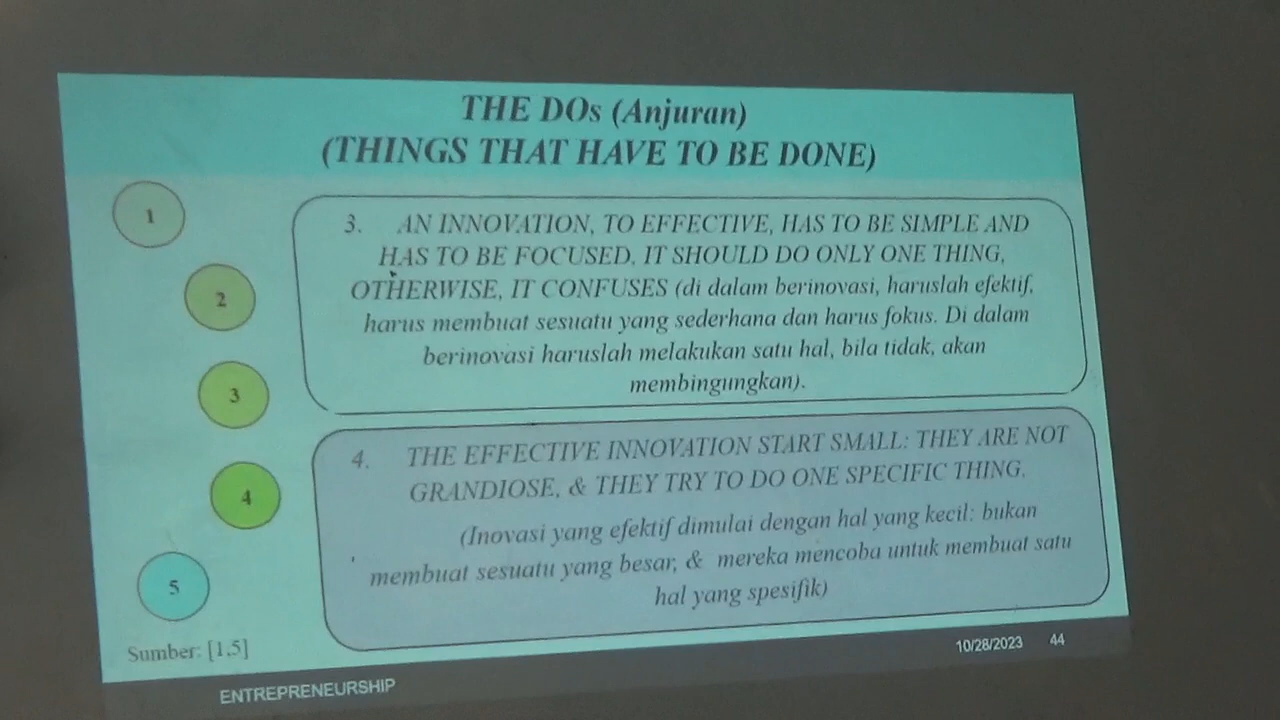 THE DOs (Anjuran)
(THINGS THAT HAVE TO BE DONE)
1
2
3
4
5
3. AN INNOVATION, TO EFFECTIVE, HAS TO BE SIMPLE AND
HAS TO BE FOCUSED. IT SHOULD DO ONLY ONE THING,
OTHERWISE, IT CONFUSES (di dalam berinovasi, haruslah efektif,
harus membuat sesuatu yang sederhana dan harus fokus. Di dalam
berinovasi haruslah melakukan satu hal, bila tidak, akan
membingungkan).
4. THE EFFECTIVE INNOVATION START SMALL: THEY ARE NOT
GRANDIOSE, & THEY TRY TO DO ONE SPECIFIC THING.
(Inovasi yang efektif dimulai dengan hal yang kecil: bukan
membuat sesuatu yang besar, & mereka mencoba untuk membuat satu
hal yang spesifik)
Sumber: [1,5]
ENTREPRENEURSHIP
10/28/2023 44